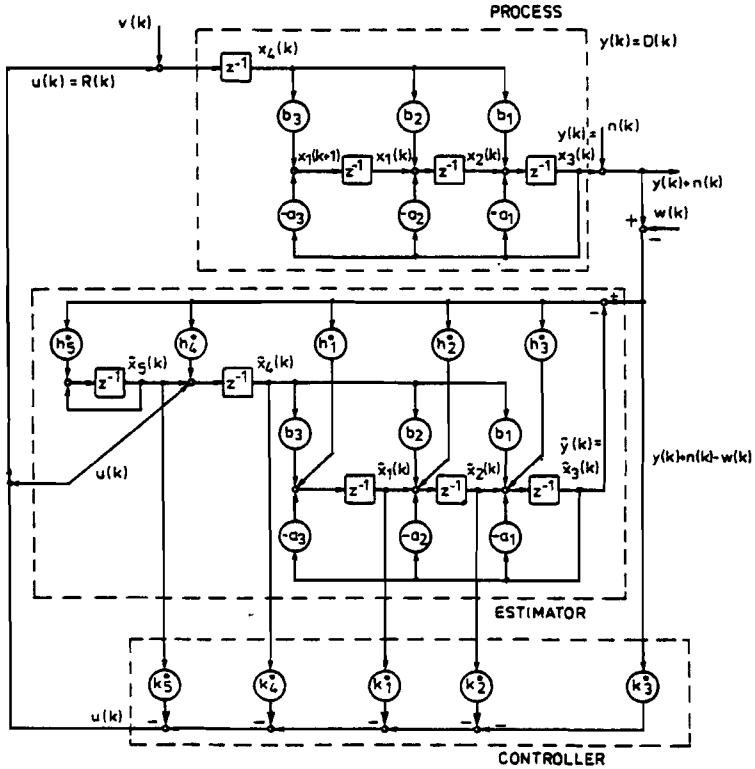 PROCESS
v(k)
z⁻¹
x₄(k)
y(k)=D(k)
u(k)=R(k)
b₃
b₂
b₁
y(k)=
n(k)
x₁(k+1)
z⁻¹
x₁(k)
z⁻¹
x₂(k)
z⁻¹
x₃(k)
y(k)+n(k)
-a₃
-a₂
-a₁
+
w(k)
-
+
-
h₅*
h₄*
h₁*
h₂*
h₃*
z⁻¹
x̃₅(k)
z⁻¹
x̃₄(k)
b₃
b₂
b₁
ỹ(k)=
u(k)
z⁻¹
x̃₁(k)
z⁻¹
x̃₂(k)
z⁻¹
x̃₃(k)
y(k)+n(k)-w(k)
-a₃
-a₂
-a₁
ESTIMATOR
k₅*
k₄*
k₁*
k₂*
k₃*
u(k)
-
-
-
-
-
CONTROLLER